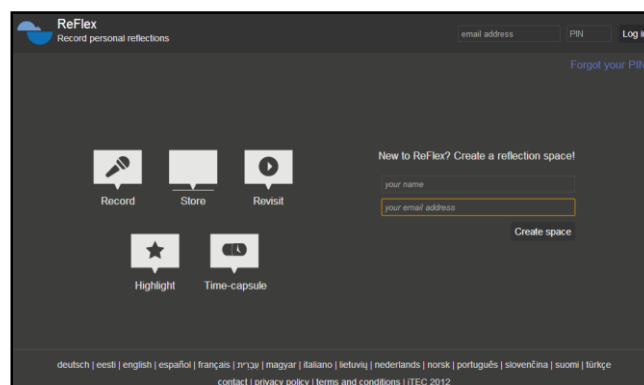 ReFlex
Record personal reflections
email address
PIN
Log in
Forgot your PIN
New to ReFlex? Create a reflection space!
your name
your email address
Create space
Record
Store
Revisit
Highlight
Time-capsule
deutsch | eesti | english | español | français | עברית | magyar | italiano | lietuvių | nederlands | norsk | português | slovenčina | suomi | türkçe
contact | privacy policy | terms and conditions | iTEC 2012